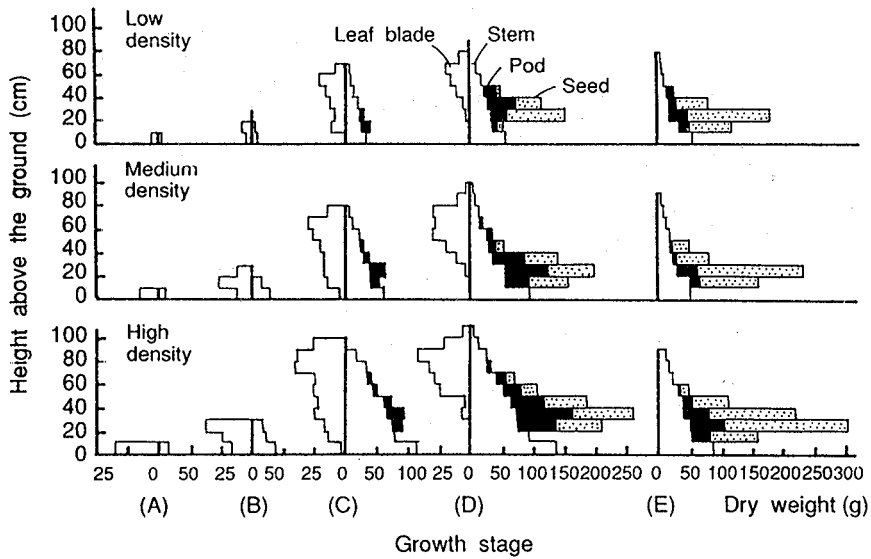 Low
density
Leaf blade
Stem
Pod
Seed
100
80
60
40
20
0
Medium
density
100
80
60
40
20
0
High
density
100
80
60
40
20
0
Height above the ground (cm)
25 0 50 25 0 50 25 0 50 100 25 0 50 100 150 200 250 0 50 100 150 200 250 300
(A) (B) (C) (D) (E) Dry weight (g)
Growth stage